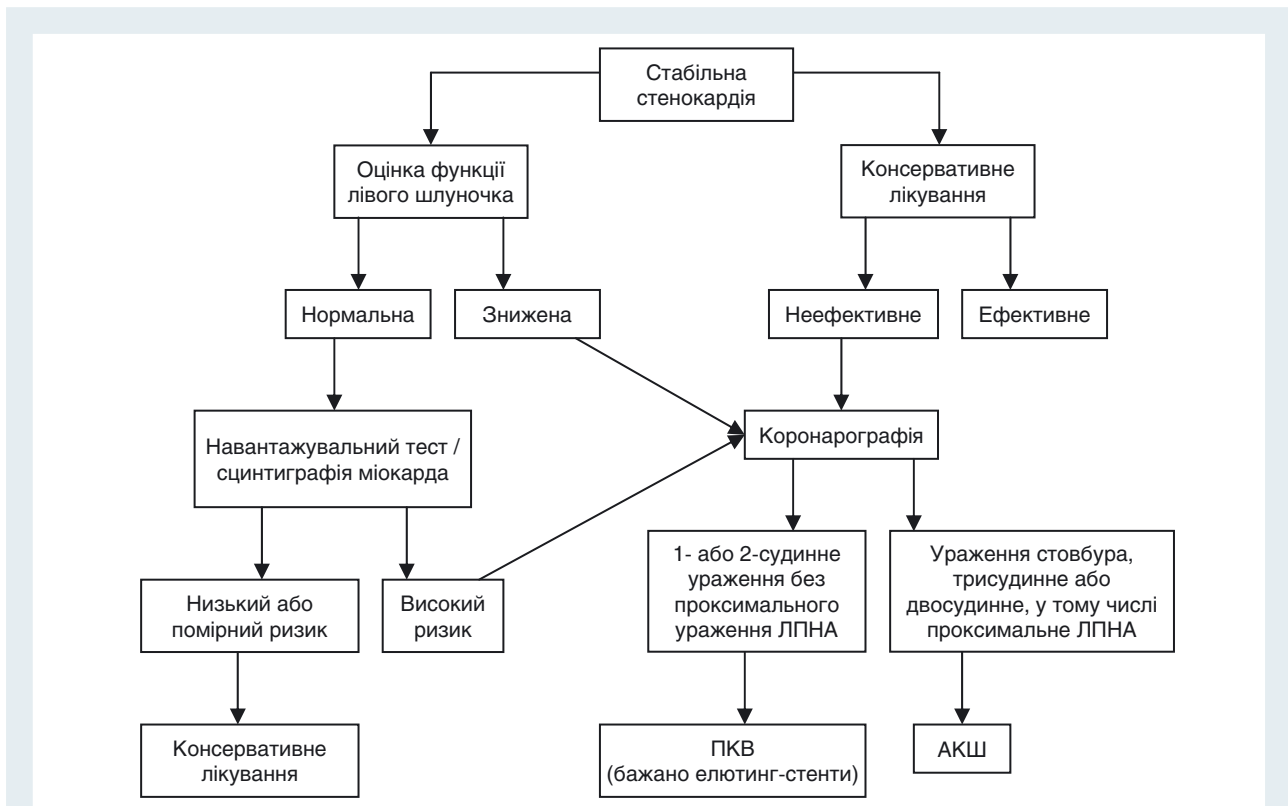 Стабільна
стенокардія
Оцінка функції
лівого шлуночка
Консервативне
лікування
Нормальна
Знижена
Неефективне
Ефективне
Навантажувальний тест /
сцинтиграфія міокарда
Коронарографія
Низький або
помірний ризик
Високий
ризик
1- або 2-судинне
ураження без
проксимального
ураження ЛПНА
Ураження стовбура,
трисудинне або
двосудинне, у тому числі
проксимальне ЛПНА
Консервативне
лікування
ПКВ
(бажано елютинг-стенти)
АКШ